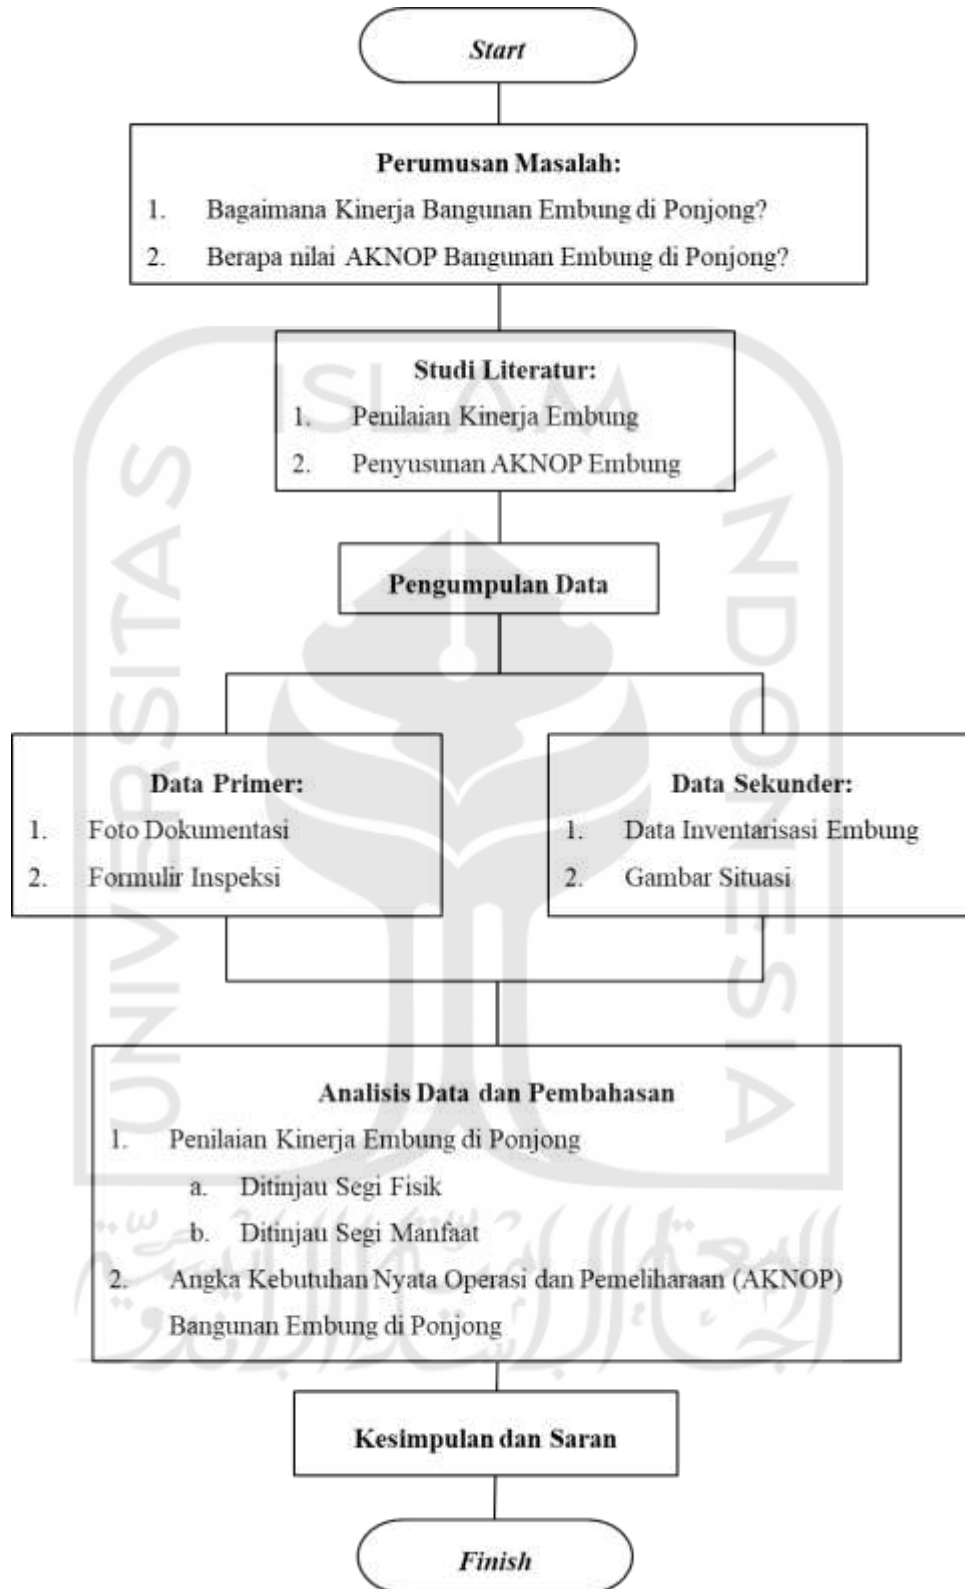 Start
Perumusan Masalah:
1. Bagaimana Kinerja Bangunan Embung di Ponjong?
2. Berapa nilai AKNOP Bangunan Embung di Ponjong?
Studi Literatur:
1. Penilaian Kinerja Embung
2. Penyusunan AKNOP Embung
Pengumpulan Data
Data Primer:
1. Foto Dokumentasi
2. Formulir Inspeksi
Data Sekunder:
1. Data Inventarisasi Embung
2. Gambar Situasi
Analisis Data dan Pembahasan
1. Penilaian Kinerja Embung di Ponjong
a. Ditinjau Segi Fisik
b. Ditinjau Segi Manfaat
2. Angka Kebutuhan Nyata Operasi dan Pemeliharaan (AKNOP)
Bangunan Embung di Ponjong
Kesimpulan dan Saran
Finish
UNIVERSITAS
ISLAM
INDONESIA